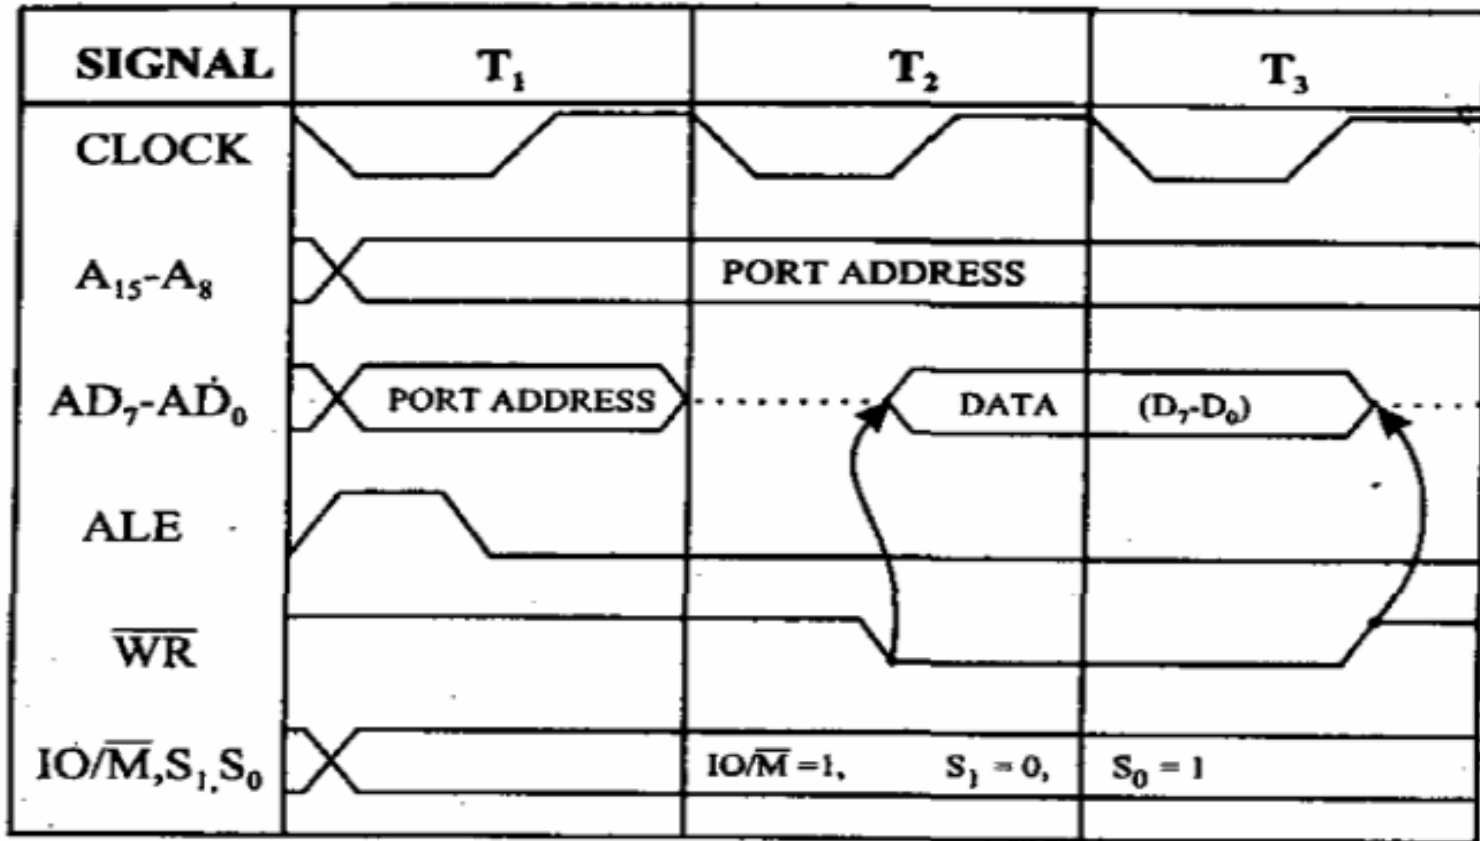 SIGNAL T₁ T₂ T₃
CLOCK
A₁₅-A₈ PORT ADDRESS
AD₇-AD₀ PORT ADDRESS DATA (D₇-D₀)
ALE
W̅R̅
IO/M̅,S₁,S₀ IO/M̅ =1, S₁ = 0, S₀ = 1